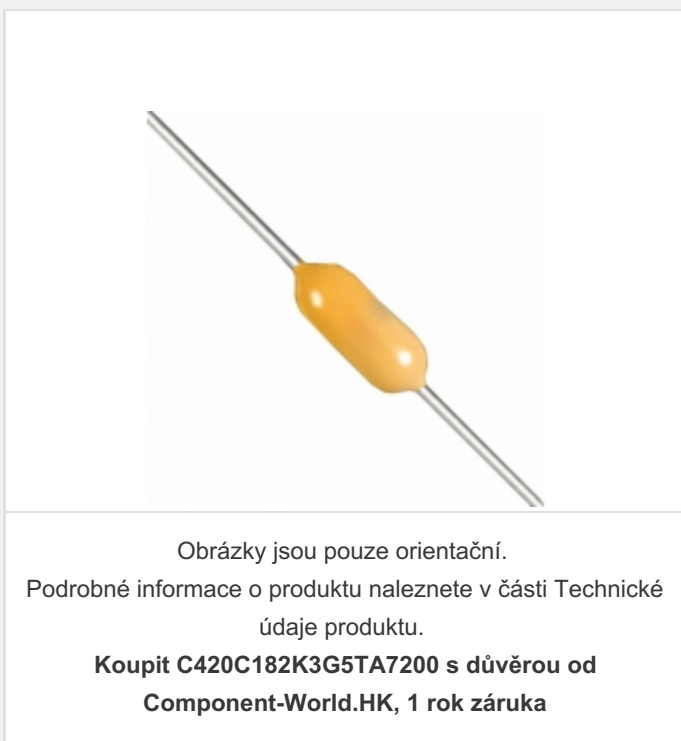 Obrázky jsou pouze orientační.
Podrobné informace o produktu naleznete v části Technické
údaje produktu.
Koupit C420C182K3G5TA7200 s důvěrou od
Component-World.HK, 1 rok záruka